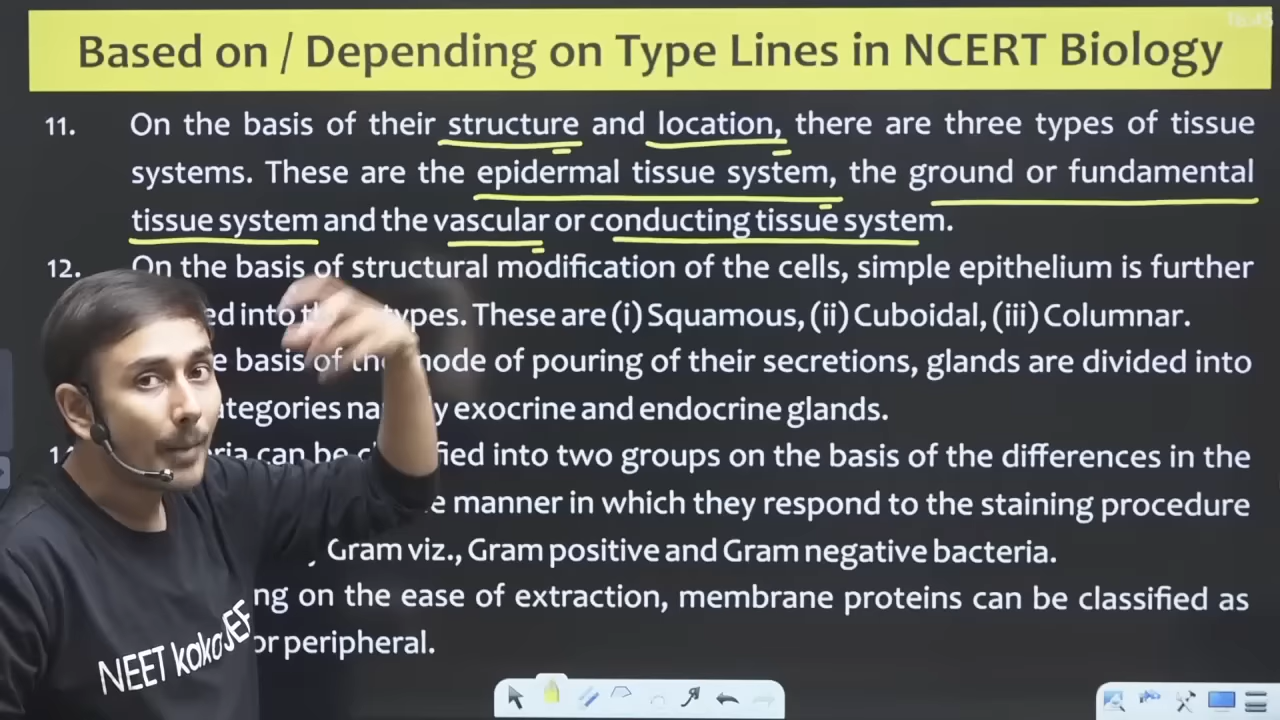 Based on / Depending on Type Lines in NCERT Biology
11. On the basis of their structure and location, there are three types of tissue
systems. These are the epidermal tissue system, the ground or fundamental
tissue system and the vascular or conducting tissue system.
12. On the basis of structural modification of the cells, simple epithelium is further
ed into types. These are (i) Squamous, (ii) Cuboidal, (iii) Columnar.
basis of the mode of pouring of their secretions, glands are divided into
ategories exocrine and endocrine glands.
can be into two groups on the basis of the differences in the
manner in which they respond to the staining procedure
Gram viz., Gram positive and Gram negative bacteria.
ng on the ease of extraction, membrane proteins can be classified as
or peripheral.
NEET kaka JEE